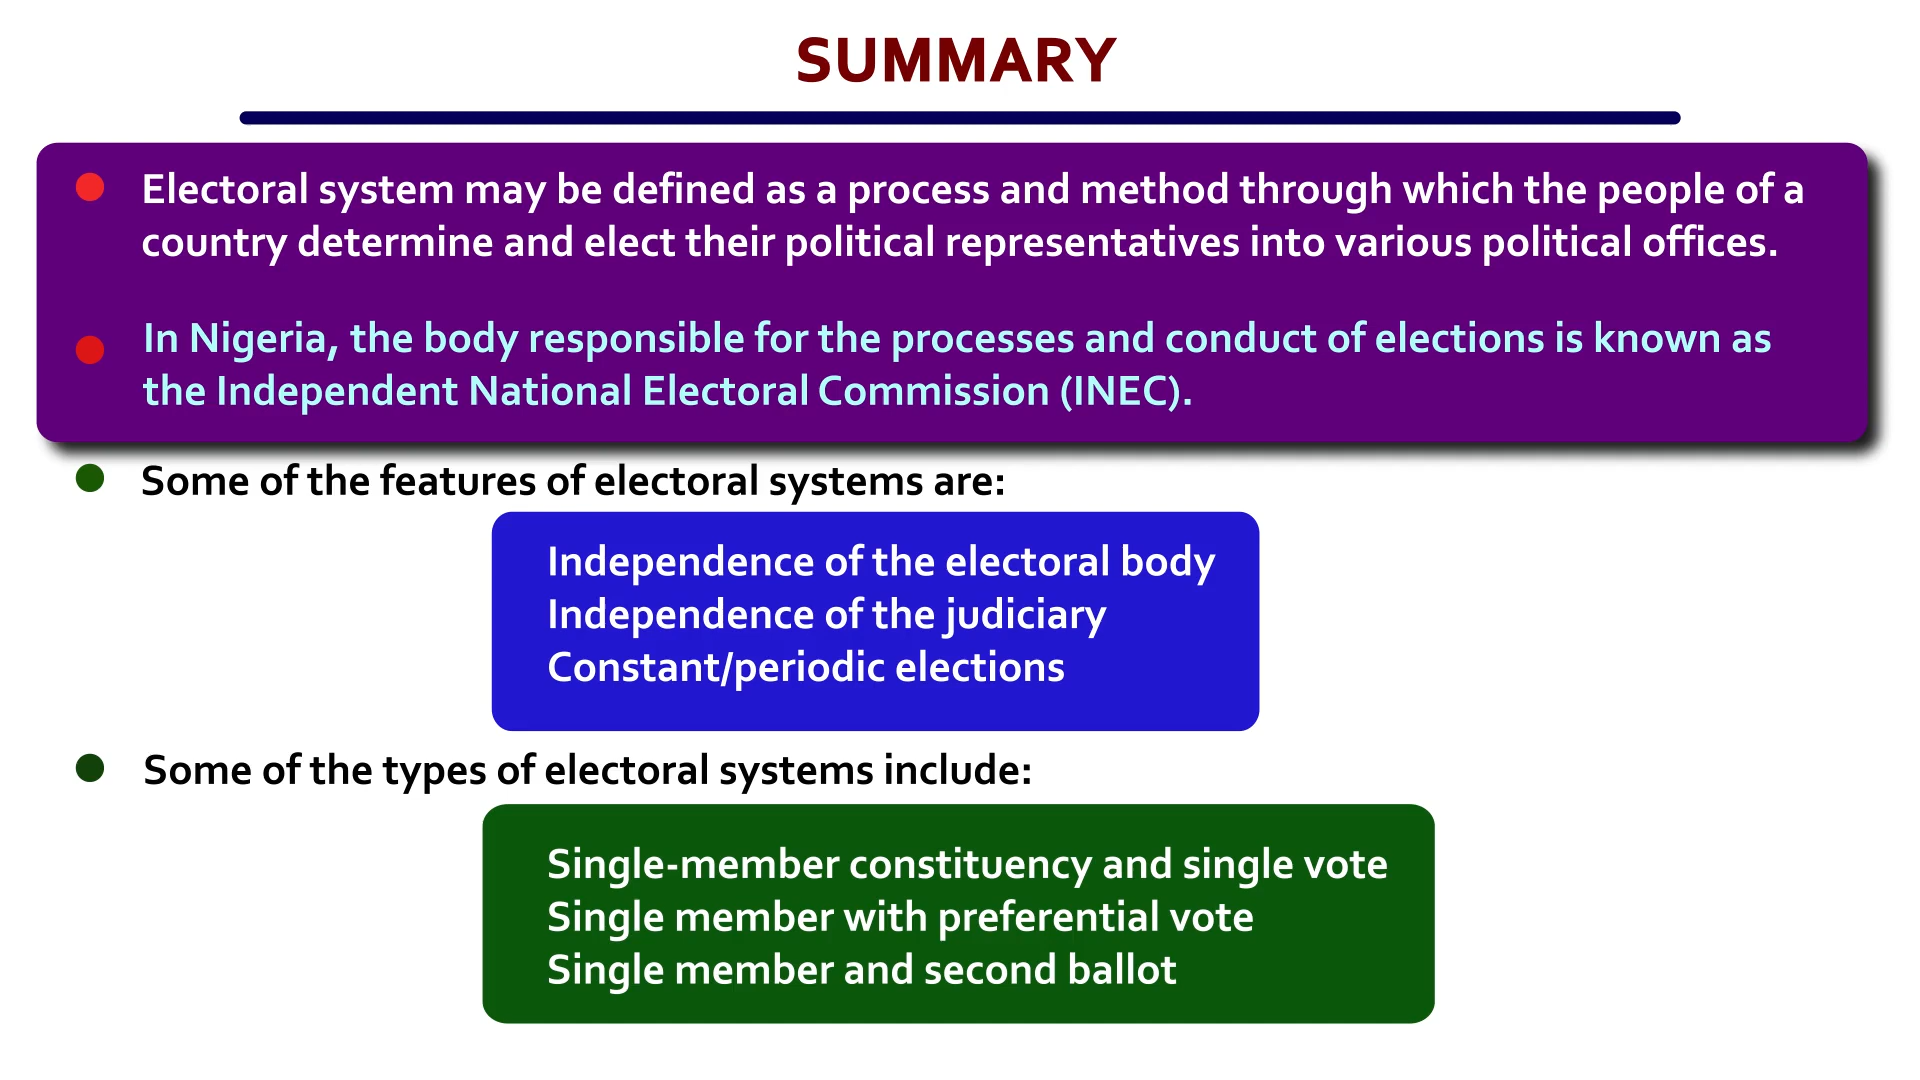 SUMMARY
Electoral system may be defined as a process and method through which the people of a
country determine and elect their political representatives into various political offices.
In Nigeria, the body responsible for the processes and conduct of elections is known as
the Independent National Electoral Commission (INEC).
Some of the features of electoral systems are:
Independence of the electoral body
Independence of the judiciary
Constant/periodic elections
Some of the types of electoral systems include:
Single-member constituency and single vote
Single member with preferential vote
Single member and second ballot